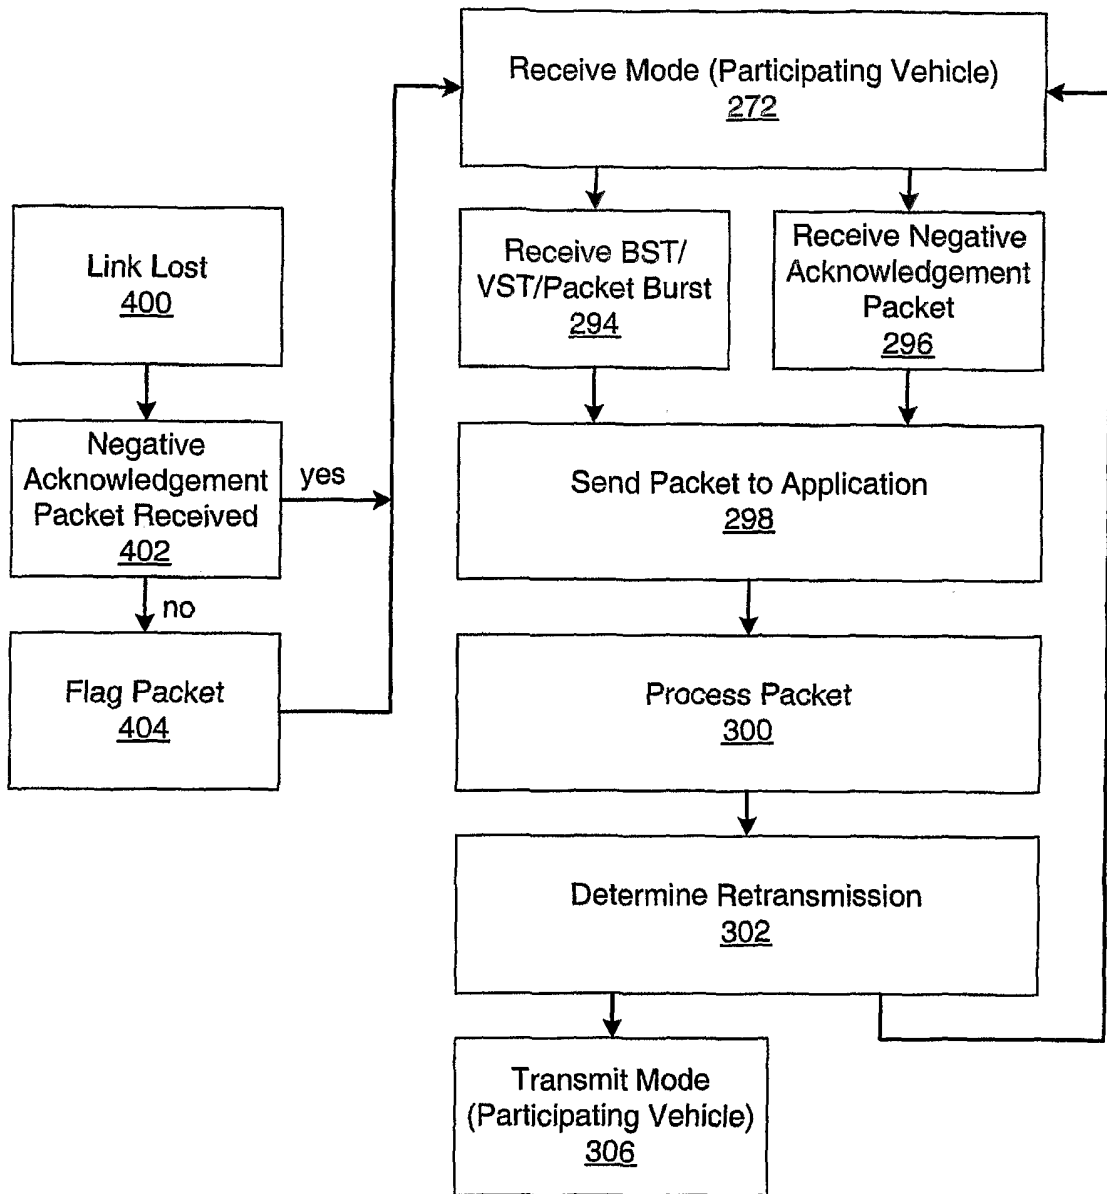 Receive Mode (Participating Vehicle)
272
Link Lost
400
Receive BST/
VST/Packet Burst
294
Receive Negative
Acknowledgement
Packet
296
Negative
Acknowledgement
Packet Received
402
yes
no
Send Packet to Application
298
Flag Packet
404
Process Packet
300
Determine Retransmission
302
Transmit Mode
(Participating Vehicle)
306